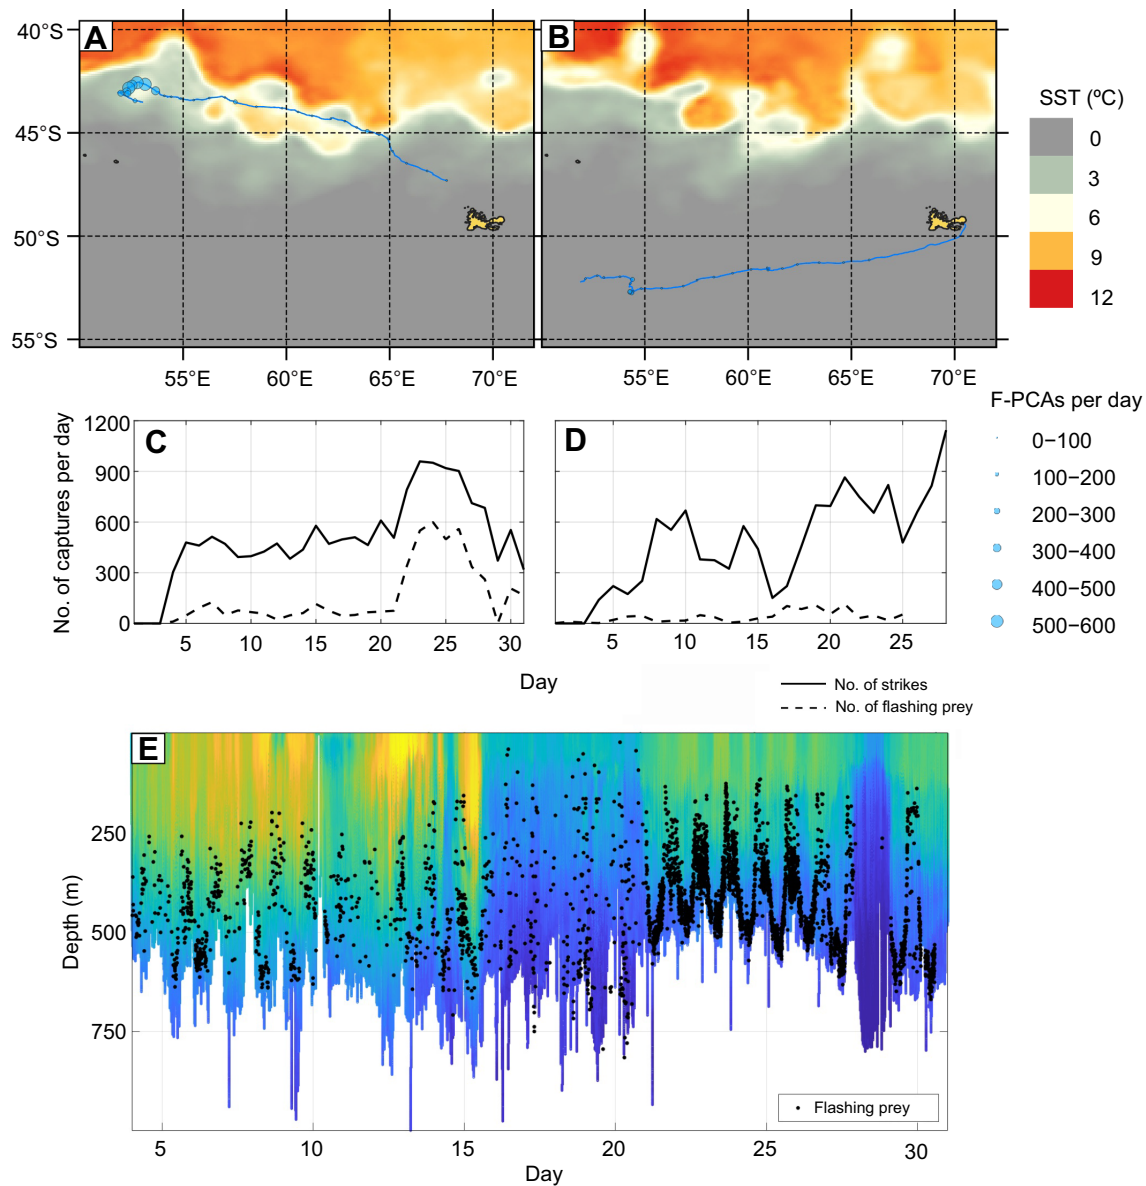 A
B
40°S
45°S
50°S
55°S
55°E
60°E
65°E
70°E
55°E
60°E
65°E
70°E
SST (ºC)
0
3
6
9
12
F-PCAs per day
0–100
100–200
200–300
300–400
400–500
500–600
C
D
No. of captures per day
1200
900
600
300
0
5
10
15
20
25
30
5
10
15
20
25
Day
No. of strikes
No. of flashing prey
E
Depth (m)
250
500
750
Flashing prey
5
10
15
20
25
30
Day